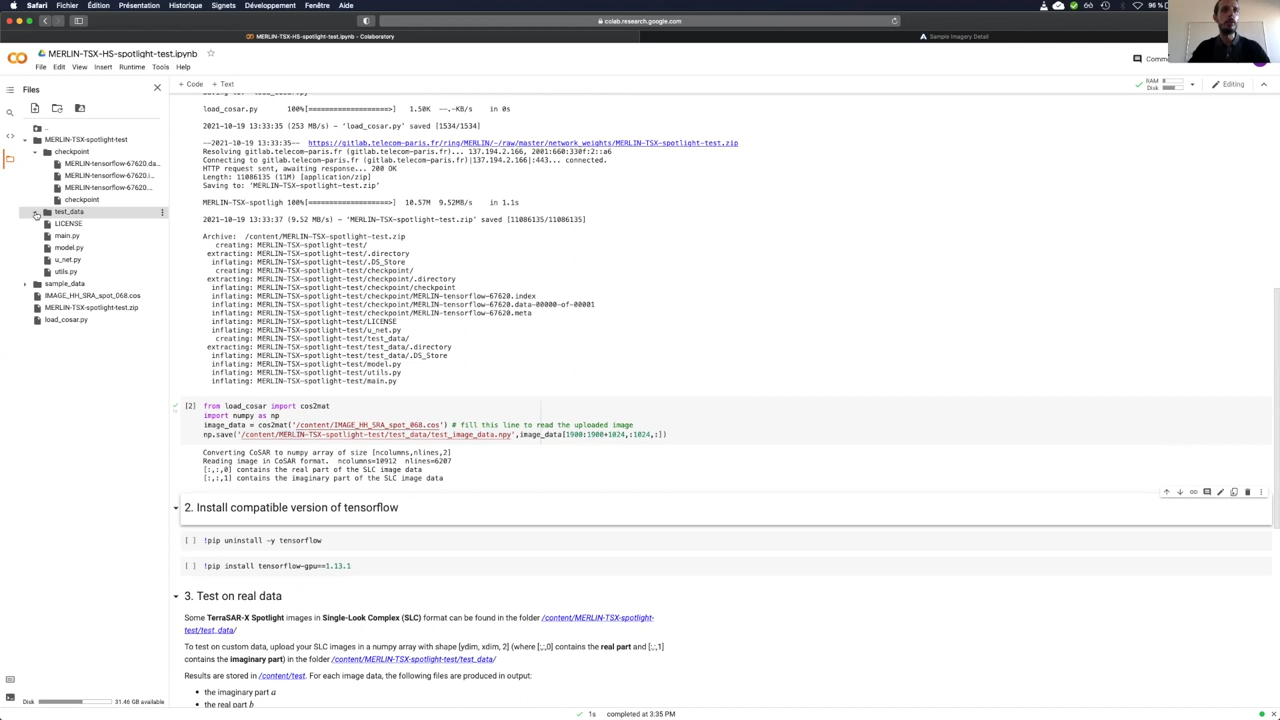 Safari Fichier Édition Présentation Historique Signets Développement Fenêtre Aide
96 %
colab.research.google.com
MERLIN-TSX-HS-spotlight-test.ipynb - Colaboratory
Sample Imagery Detail
MERLIN-TSX-HS-spotlight-test.ipynb
File Edit View Insert Runtime Tools Help
Files
+ Code + Text
RAM
Disk
Editing
..
MERLIN-TSX-spotlight-test
checkpoint
MERLIN-tensorflow-67620.da...
MERLIN-tensorflow-67620.i...
MERLIN-tensorflow-67620....
checkpoint
test_data
LICENSE
main.py
model.py
u_net.py
utils.py
sample_data
IMAGE_HH_SRA_spot_068.cos
MERLIN-TSX-spotlight-test.zip
load_cosar.py
Disk
31.46 GB available
load_cosar.py 100%[===================>] 1.50K --.-KB/s in 0s
2021-10-19 13:33:35 (253 MB/s) - 'load_cosar.py' saved [1534/1534]
--2021-10-19 13:33:35-- https://gitlab.telecom-paris.fr/ring/MERLIN/-/raw/master/network_weights/MERLIN-TSX-spotlight-test.zip
Resolving gitlab.telecom-paris.fr (gitlab.telecom-paris.fr)... 137.194.2.166, 2001:660:330f:2::a6
Connecting to gitlab.telecom-paris.fr (gitlab.telecom-paris.fr)|137.194.2.166|:443... connected.
HTTP request sent, awaiting response... 200 OK
Length: 11086135 (11M) [application/zip]
Saving to: 'MERLIN-TSX-spotlight-test.zip'
MERLIN-TSX-spotligh 100%[===================>] 10.57M 9.52MB/s in 1.1s
2021-10-19 13:33:37 (9.52 MB/s) - 'MERLIN-TSX-spotlight-test.zip' saved [11086135/11086135]
Archive: /content/MERLIN-TSX-spotlight-test.zip
creating: MERLIN-TSX-spotlight-test/
extracting: MERLIN-TSX-spotlight-test/.directory
inflating: MERLIN-TSX-spotlight-test/.DS_Store
creating: MERLIN-TSX-spotlight-test/checkpoint/
extracting: MERLIN-TSX-spotlight-test/checkpoint/.directory
inflating: MERLIN-TSX-spotlight-test/checkpoint/checkpoint
inflating: MERLIN-TSX-spotlight-test/checkpoint/MERLIN-tensorflow-67620.index
inflating: MERLIN-TSX-spotlight-test/checkpoint/MERLIN-tensorflow-67620.data-00000-of-00001
inflating: MERLIN-TSX-spotlight-test/checkpoint/MERLIN-tensorflow-67620.meta
inflating: MERLIN-TSX-spotlight-test/LICENSE
inflating: MERLIN-TSX-spotlight-test/u_net.py
creating: MERLIN-TSX-spotlight-test/test_data/
extracting: MERLIN-TSX-spotlight-test/test_data/.directory
inflating: MERLIN-TSX-spotlight-test/test_data/.DS_Store
inflating: MERLIN-TSX-spotlight-test/model.py
inflating: MERLIN-TSX-spotlight-test/utils.py
inflating: MERLIN-TSX-spotlight-test/main.py
[2] from load_cosar import cos2mat
import numpy as np
image_data = cos2mat('/content/IMAGE_HH_SRA_spot_068.cos') # fill this line to read the uploaded image
np.save('/content/MERLIN-TSX-spotlight-test/test_data/test_image_data.npy',image_data[1900:1900+1024,:1024,:])
Converting CoSAR to numpy array of size [ncolumns,nlines,2]
Reading image in CoSAR format. ncolumns=10912 nlines=6207
[:,:,0] contains the real part of the SLC image data
[:,:,1] contains the imaginary part of the SLC image data
2. Install compatible version of tensorflow
[ ] !pip uninstall -y tensorflow
[ ] !pip install tensorflow-gpu==1.13.1
3. Test on real data
Some TerraSAR-X Spotlight images in Single-Look Complex (SLC) format can be found in the folder /content/MERLIN-TSX-spotlight-
test/test_data/
To test on custom data, upload your SLC images in a numpy array with shape [ydim, xdim, 2] (where [:,:,0] contains the real part and [:,:,1]
contains the imaginary part) in the folder /content/MERLIN-TSX-spotlight-test/test_data/
Results are stored in /content/test. For each image data, the following files are produced in output:
• the imaginary part a
• the real part b
1s completed at 3:35 PM